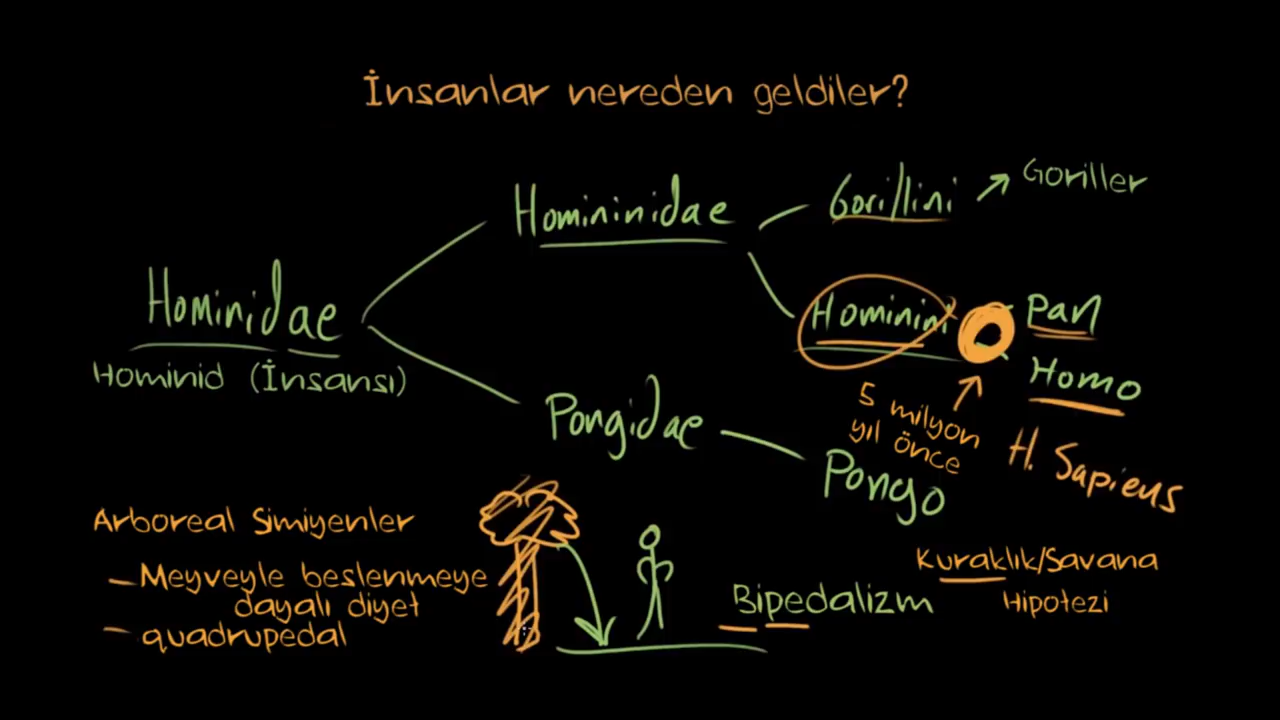 İnsanlar nereden geldiler?
Homininidae
Gorillini
Goriller
Hominidae
Hominid (İnsansı)
Hominini
Pan
Homo
5 milyon
yıl önce
H. Sapiens
Pongidae
Pongo
Arboreal Simiyenler
- Meyveyle beslenmeye
dayalı diyet
- quadrupedal
Bipedalizm
Kuraklık/Savana
Hipotezi